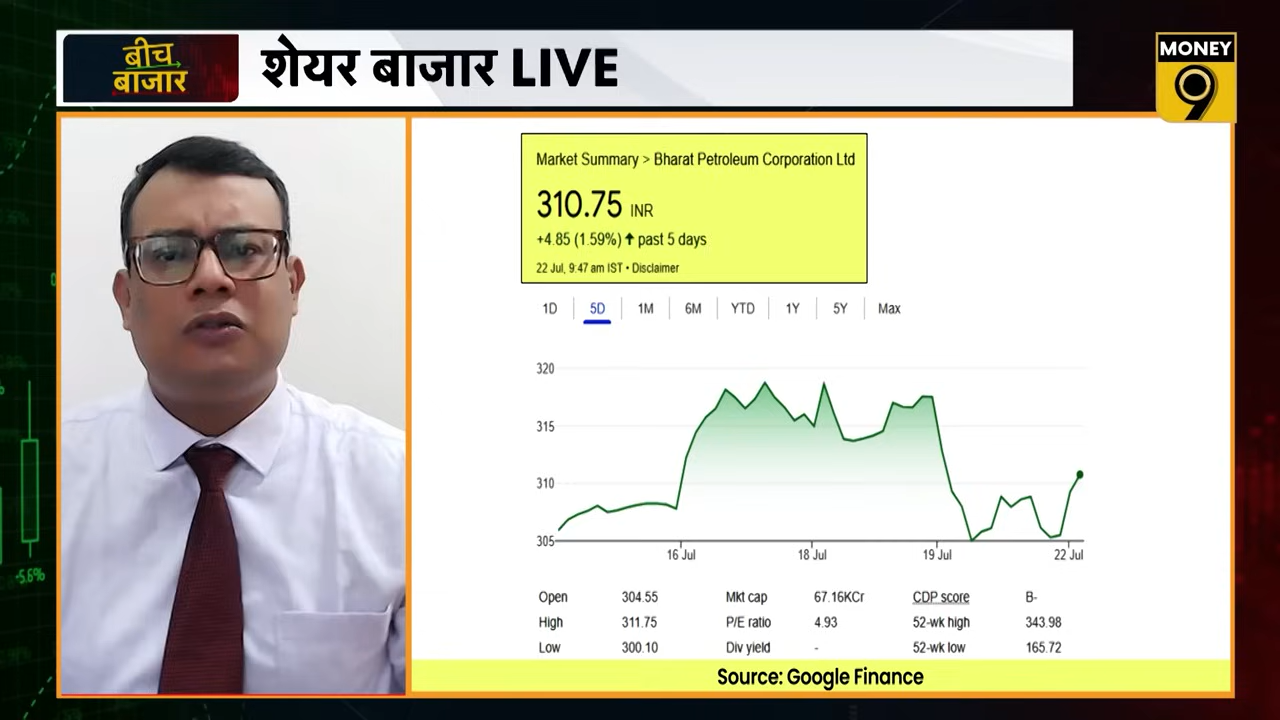 बीच
बाजार
शेयर बाजार LIVE
MONEY
9
Market Summary > Bharat Petroleum Corporation Ltd
310.75 INR
+4.85 (1.59%) ↑ past 5 days
22 Jul, 9:47 am IST • Disclaimer
1D 5D 1M 6M YTD 1Y 5Y Max
320
315
310
305
16 Jul 18 Jul 19 Jul 22 Jul
Open 304.55 Mkt cap 67.16KCr CDP score B-
High 311.75 P/E ratio 4.93 52-wk high 343.98
Low 300.10 Div yield - 52-wk low 165.72
Source: Google Finance
-5.6%